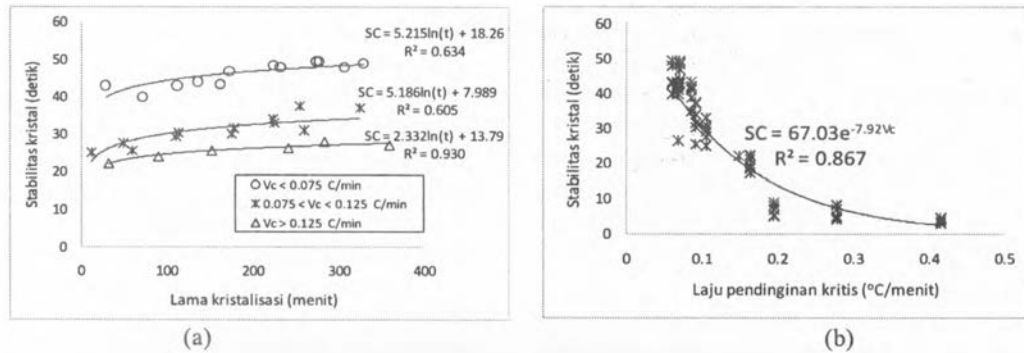 60
50
40
30
20
10
0
Stabilitas kristal (detik)
SC = 5.215ln(t) + 18.26
R² = 0.634
SC = 5.186ln(t) + 7.989
R² = 0.605
SC = 2.332ln(t) + 13.79
R² = 0.930
Vc < 0.075 C/min
0.075 < Vc < 0.125 C/min
Vc > 0.125 C/min
0 100 200 300 400
Lama kristalisasi (menit)
(a)
60
50
40
30
20
10
0
Stabilitas kristal (detik)
SC = 67.03e^-7.92Vc
R² = 0.867
0 0.1 0.2 0.3 0.4 0.5
Laju pendinginan kritis (°C/menit)
(b)